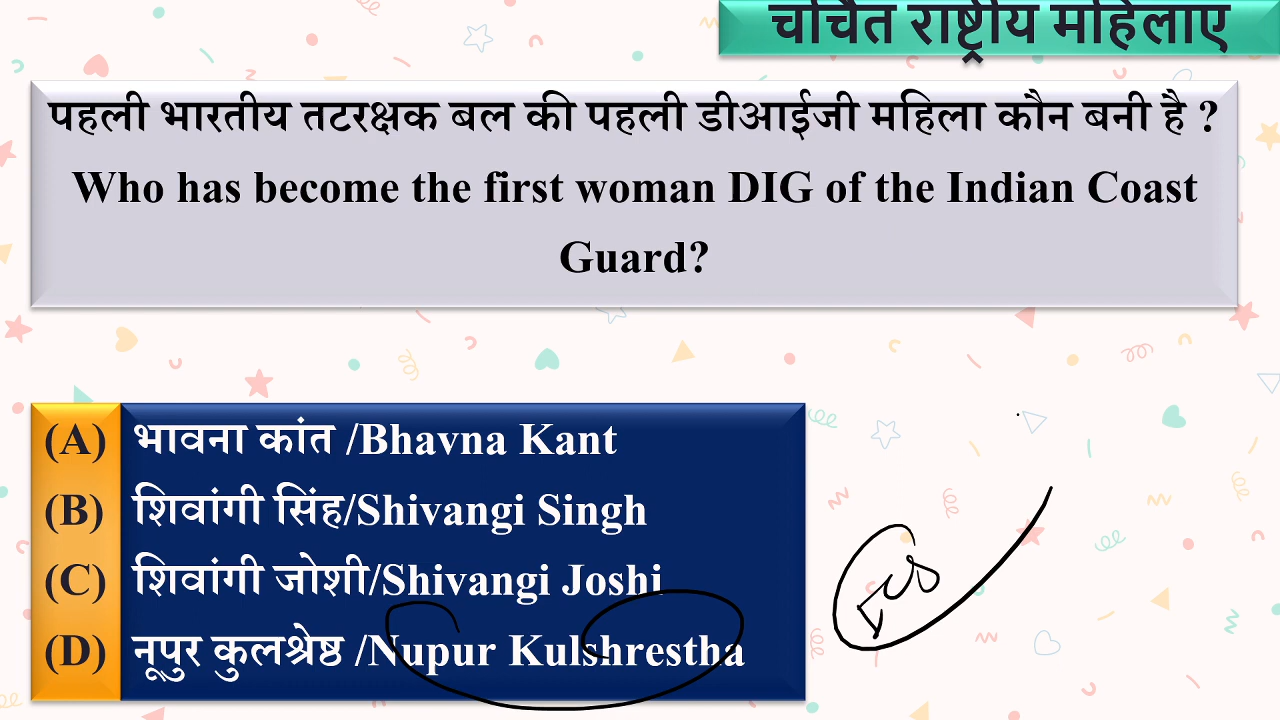 चर्चित राष्ट्रीय महिलाए
पहली भारतीय तटरक्षक बल की पहली डीआईजी महिला कौन बनी है ?
Who has become the first woman DIG of the Indian Coast
Guard?
(A) भावना कांत /Bhavna Kant
(B) शिवांगी सिंह/Shivangi Singh
(C) शिवांगी जोशी/Shivangi Joshi
(D) नूपुर कुलश्रेष्ठ /Nupur Kulshrestha